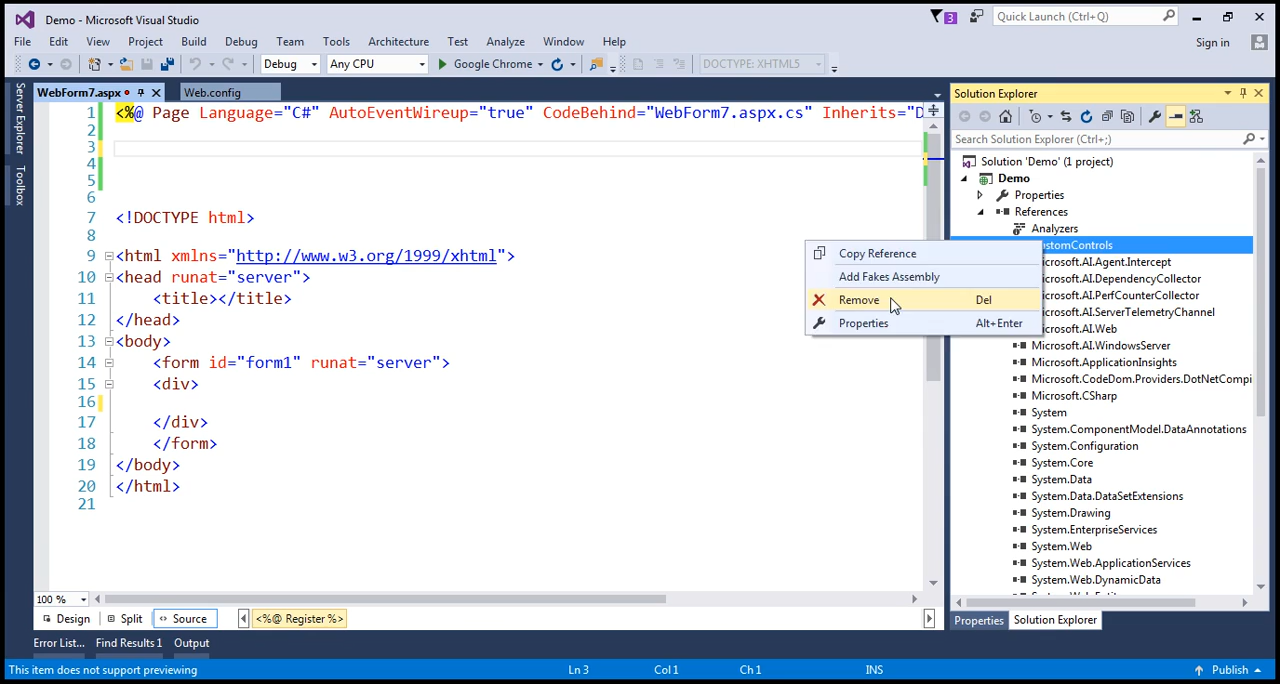 Demo - Microsoft Visual Studio
3
Quick Launch (Ctrl+Q)
File Edit View Project Build Debug Team Tools Architecture Test Analyze Window Help
Sign in
Debug Any CPU Google Chrome DOCTYPE: XHTML5
Server Explorer
Toolbox
WebForm7.aspx Web.config
1 <%@ Page Language="C#" AutoEventWireup="true" CodeBehind="WebForm7.aspx.cs" Inherits="D
2
3
4
5
6
7 <!DOCTYPE html>
8
9 <html xmlns="http://www.w3.org/1999/xhtml">
10 <head runat="server">
11 <title></title>
12 </head>
13 <body>
14 <form id="form1" runat="server">
15 <div>
16
17 </div>
18 </form>
19 </body>
20 </html>
21
Copy Reference
Add Fakes Assembly
Remove Del
Properties Alt+Enter
Solution Explorer
Search Solution Explorer (Ctrl+;)
Solution 'Demo' (1 project)
Demo
Properties
References
Analyzers
ustomControls
icrosoft.AI.Agent.Intercept
icrosoft.AI.DependencyCollector
icrosoft.AI.PerfCounterCollector
icrosoft.AI.ServerTelemetryChannel
icrosoft.AI.Web
Microsoft.AI.WindowsServer
Microsoft.ApplicationInsights
Microsoft.CodeDom.Providers.DotNetCompi
Microsoft.CSharp
System
System.ComponentModel.DataAnnotations
System.Configuration
System.Core
System.Data
System.Data.DataSetExtensions
System.Drawing
System.EnterpriseServices
System.Web
System.Web.ApplicationServices
System.Web.DynamicData
100 %
Design Split Source <%@ Register %>
Properties Solution Explorer
Error List... Find Results 1 Output
This item does not support previewing Ln 3 Col 1 Ch 1 INS Publish